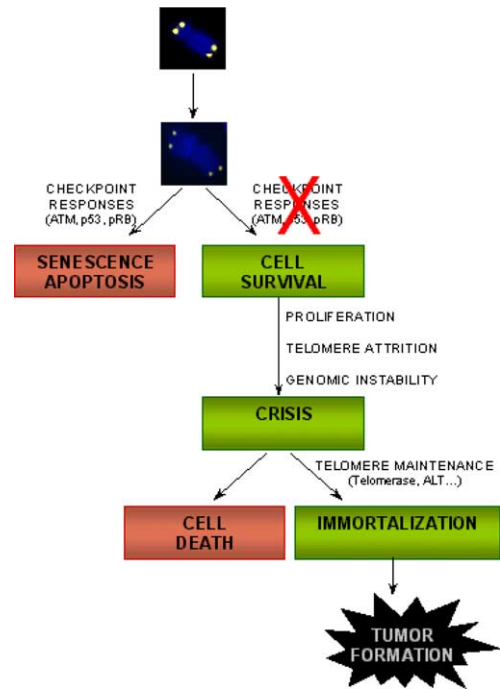 CHECKPOINT
RESPONSES
(ATM, p53, pRB)
CHECKPOINT
RESPONSES
(ATM, p53, pRB)
SENESCENCE
APOPTOSIS
CELL
SURVIVAL
PROLIFERATION
TELOMERE ATTRITION
GENOMIC INSTABILITY
CRISIS
TELOMERE MAINTENANCE
(Telomerase, ALT...)
CELL
DEATH
IMMORTALIZATION
TUMOR
FORMATION